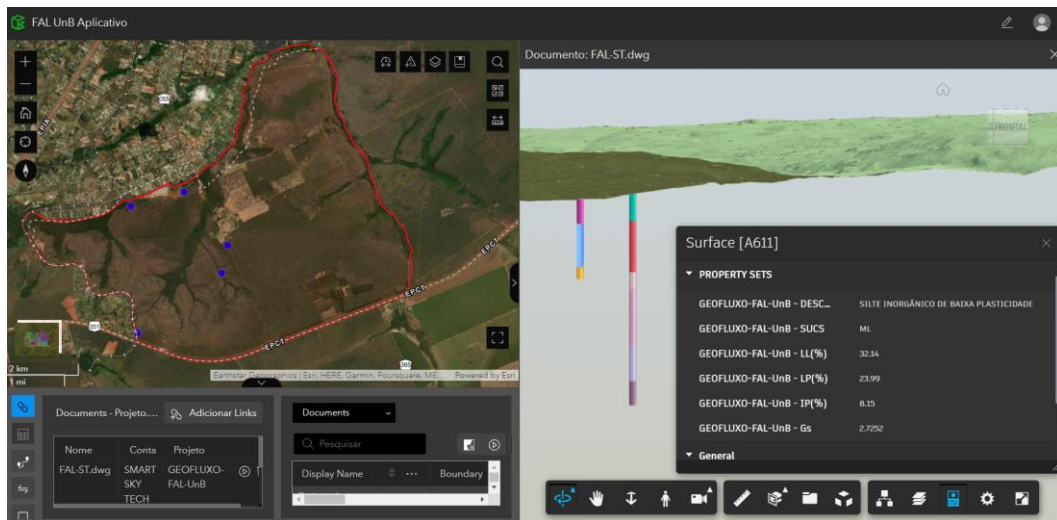 FAL UnB Aplicativo
Documento: FAL-ST.dwg
EPIA
355
EPCT
EPCT
251
365
2 km
1 mi
Earthstar Geographics | Esri, HERE, Garmin, Foursquare, ME...
Powered by Esri
Documents - Projeto....
Adicionar Links
Nome Conta Projeto
FAL-ST.dwg SMART SKY TECH GEOFLUXO-FAL-UnB
Documents
Pesquisar
Display Name ... Boundary
FRONTAL
Surface [A611]
PROPERTY SETS
GEOFLUXO-FAL-UnB - DESC... SILTE INORGÂNICO DE BAIXA PLASTICIDADE
GEOFLUXO-FAL-UnB - SUCS ML
GEOFLUXO-FAL-UnB - LL(%) 32.14
GEOFLUXO-FAL-UnB - LP(%) 23.99
GEOFLUXO-FAL-UnB - IP(%) 8.15
GEOFLUXO-FAL-UnB - Gs 2.7252
General